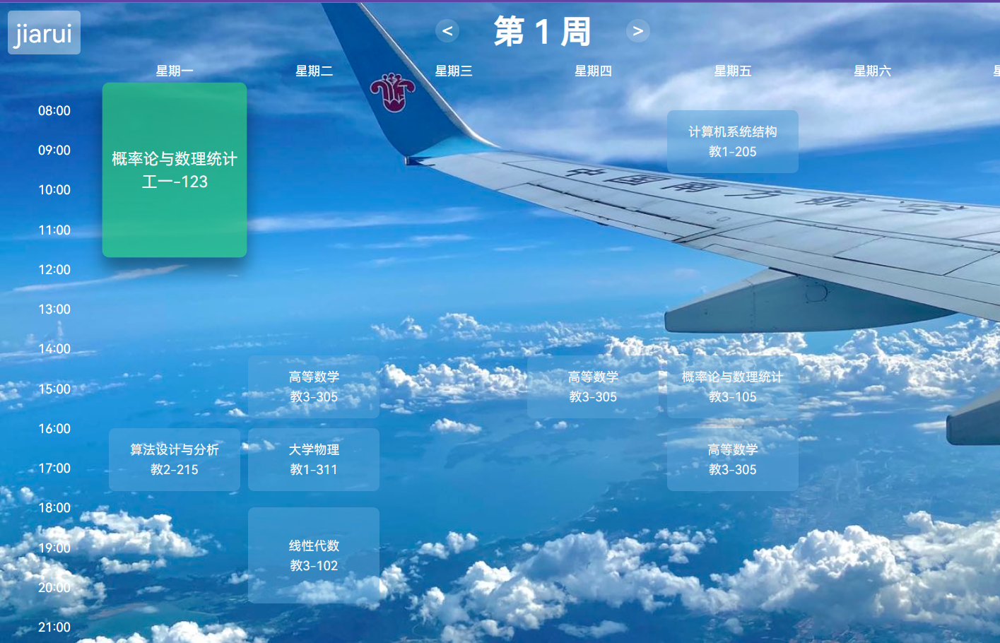 jiarui
<
第 1 周
>
星期一
星期二
星期三
星期四
星期五
星期六
08:00
09:00
10:00
11:00
12:00
13:00
14:00
15:00
16:00
17:00
18:00
19:00
20:00
21:00
概率论与数理统计
工一-123
计算机系统结构
教1-205
中国南方航空
高等数学
教3-305
高等数学
教3-305
概率论与数理统计
教3-105
算法设计与分析
教2-215
大学物理
教1-311
高等数学
教3-305
线性代数
教3-102